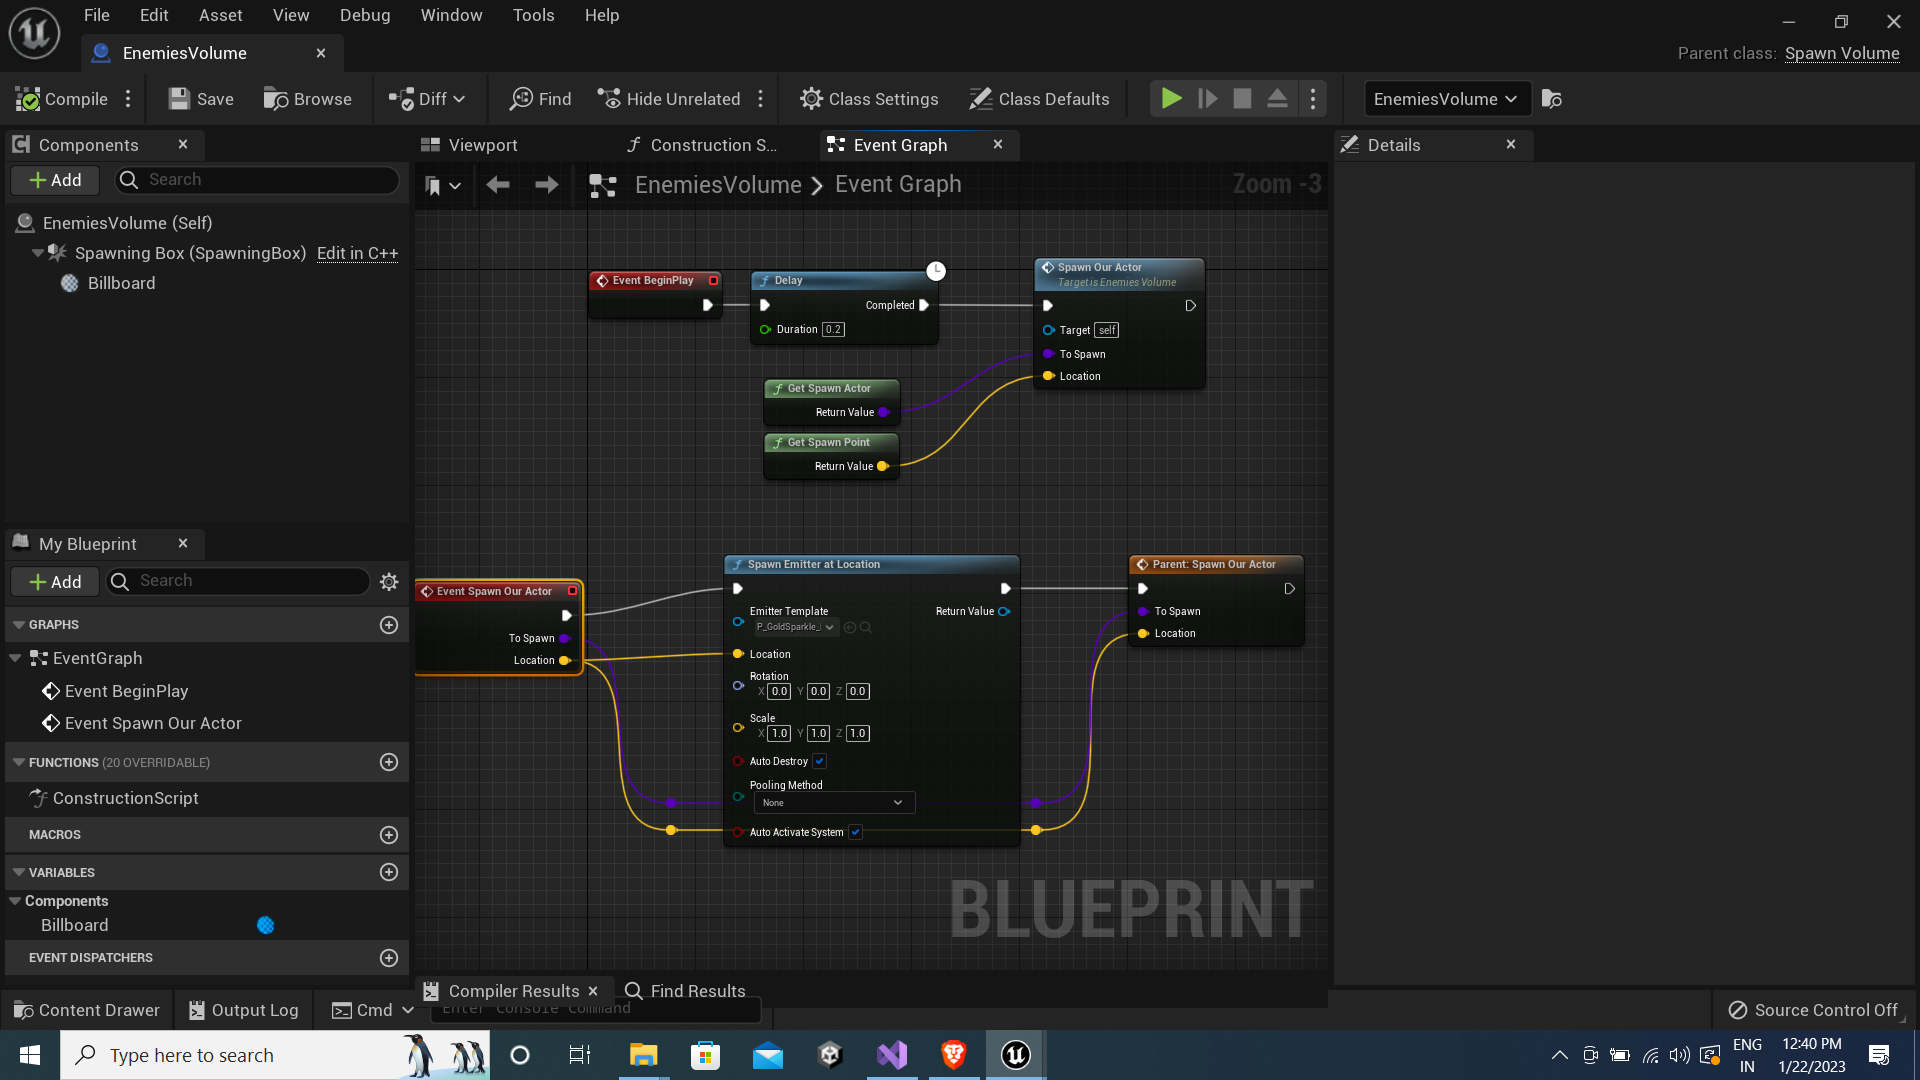 File Edit Asset View Debug Window Tools Help
EnemiesVolume
Parent class: Spawn Volume
Compile Save Browse Diff Find Hide Unrelated Class Settings Class Defaults EnemiesVolume
Components
Add Search
EnemiesVolume (Self)
Spawning Box (SpawningBox) Edit in C++
Billboard
My Blueprint
Add Search
GRAPHS
EventGraph
Event BeginPlay
Event Spawn Our Actor
FUNCTIONS (20 OVERRIDABLE)
ConstructionScript
MACROS
VARIABLES
Components
Billboard
EVENT DISPATCHERS
Viewport Construction S... Event Graph
EnemiesVolume > Event Graph Zoom -3
Event BeginPlay
Delay
Completed
Duration 0.2
Spawn Our Actor
Target is Enemies Volume
Target self
To Spawn
Location
Get Spawn Actor
Return Value
Get Spawn Point
Return Value
Event Spawn Our Actor
To Spawn
Location
Spawn Emitter at Location
Emitter Template Return Value
P_GoldSparkle_
Location
Rotation
X 0.0 Y 0.0 Z 0.0
Scale
X 1.0 Y 1.0 Z 1.0
Auto Destroy
Pooling Method
None
Auto Activate System
Parent: Spawn Our Actor
To Spawn
Location
BLUEPRINT
Details
Compiler Results Find Results
Content Drawer Output Log Cmd Enter Console Command Source Control Off
Type here to search
ENG
IN
12:40 PM
1/22/2023